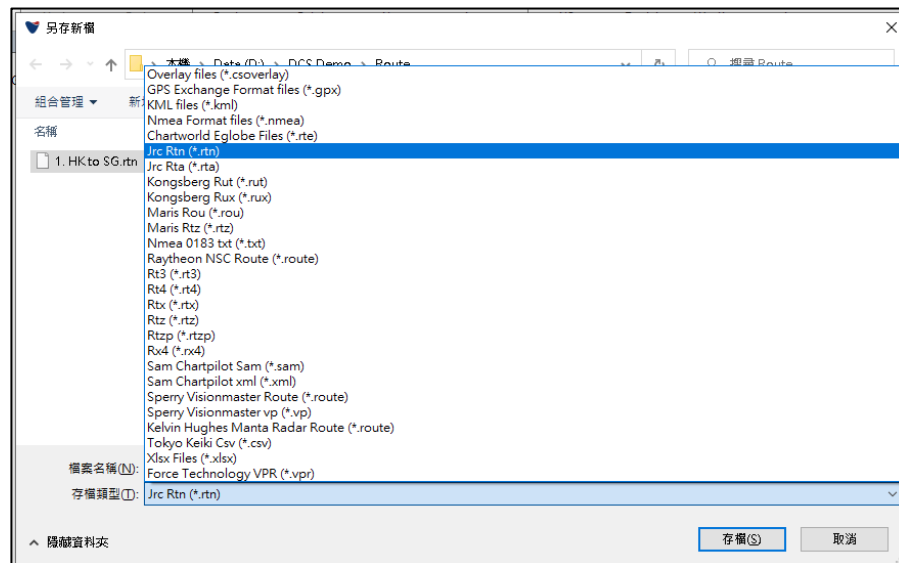 另存新檔
本機 › Data (D:) › DCS Demo › Route
搜尋 Route
組合管理
名稱
1. HK to SG.rtn
Overlay files (*.csoverlay)
GPS Exchange Format files (*.gpx)
KML files (*.kml)
Nmea Format files (*.nmea)
Chartworld Eglobe Files (*.rte)
Jrc Rtn (*.rtn)
Jrc Rta (*.rta)
Kongsberg Rut (*.rut)
Kongsberg Rux (*.rux)
Maris Rou (*.rou)
Maris Rtz (*.rtz)
Nmea 0183 txt (*.txt)
Raytheon NSC Route (*.route)
Rt3 (*.rt3)
Rt4 (*.rt4)
Rtx (*.rtx)
Rtz (*.rtz)
Rtzp (*.rtzp)
Rx4 (*.rx4)
Sam Chartpilot Sam (*.sam)
Sam Chartpilot xml (*.xml)
Sperry Visionmaster Route (*.route)
Sperry Visionmaster vp (*.vp)
Kelvin Hughes Manta Radar Route (*.route)
Tokyo Keiki Csv (*.csv)
Xlsx Files (*.xlsx)
Force Technology VPR (*.vpr)
檔案名稱(N):
存檔類型(T): Jrc Rtn (*.rtn)
隱藏資料夾
存檔(S)
取消